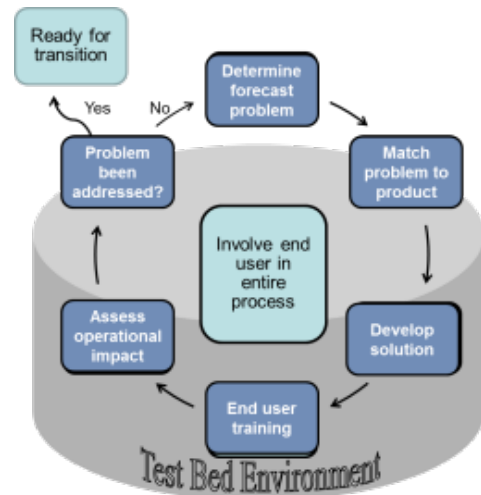 Ready for
transition
Yes
No
Determine
forecast
problem
Problem
been
addressed?
Match
problem to
product
Involve end
user in
entire
process
Assess
operational
impact
Develop
solution
End user
training
Test Bed Environment